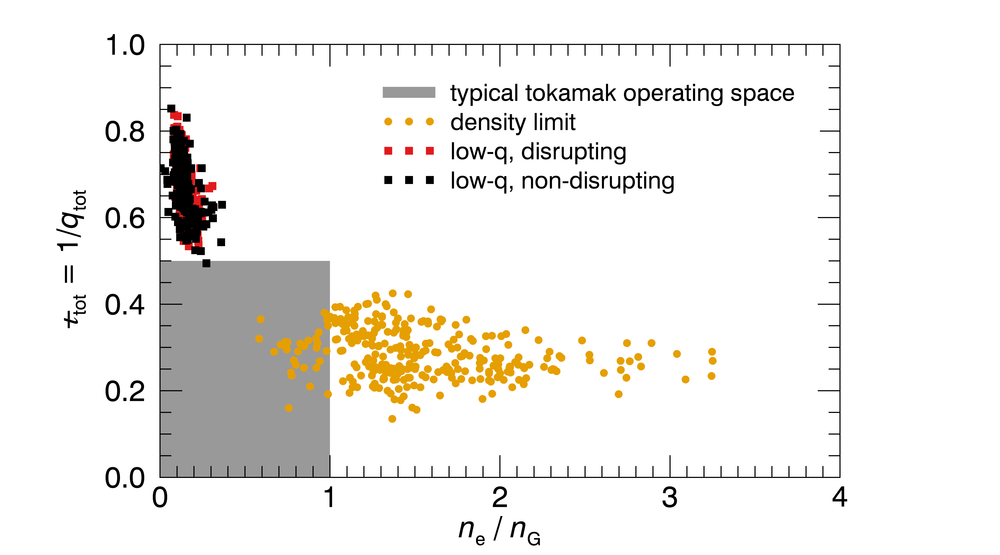 1.0
0.8
0.6
0.4
0.2
0.0
ƭtot = 1/qtot
typical tokamak operating space
density limit
low-q, disrupting
low-q, non-disrupting
0 1 2 3 4
ne / nG